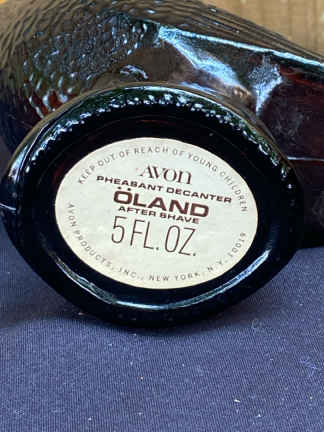 KEEP OUT OF REACH OF YOUNG CHILDREN
AVON
PHEASANT DECANTER
ÖLAND
AFTER SHAVE
5 FL. OZ.
AVON PRODUCTS, INC., NEW YORK, N.Y. 10019